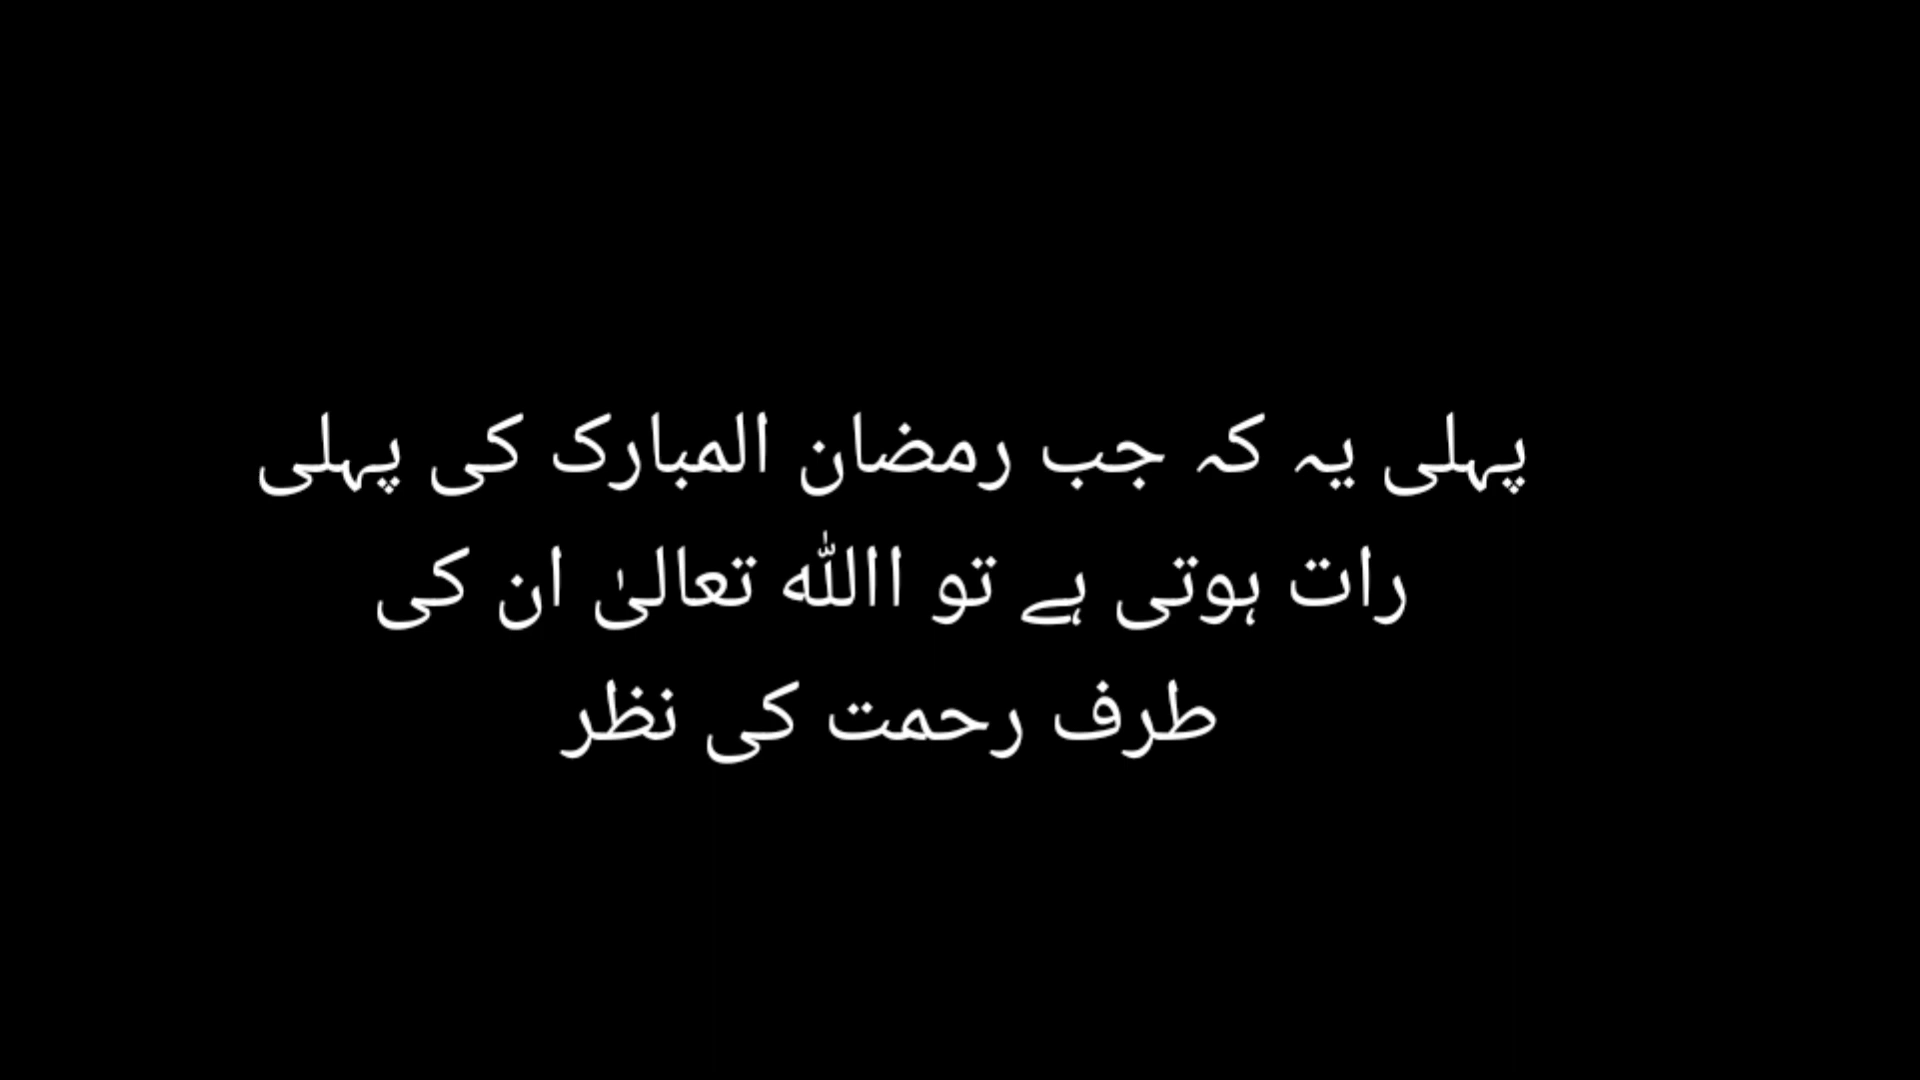 پہلی یہ کہ جب رمضان المبارک کی پہلی
رات ہوتی ہے تو اﷲ تعالیٰ ان کی
طرف رحمت کی نظر